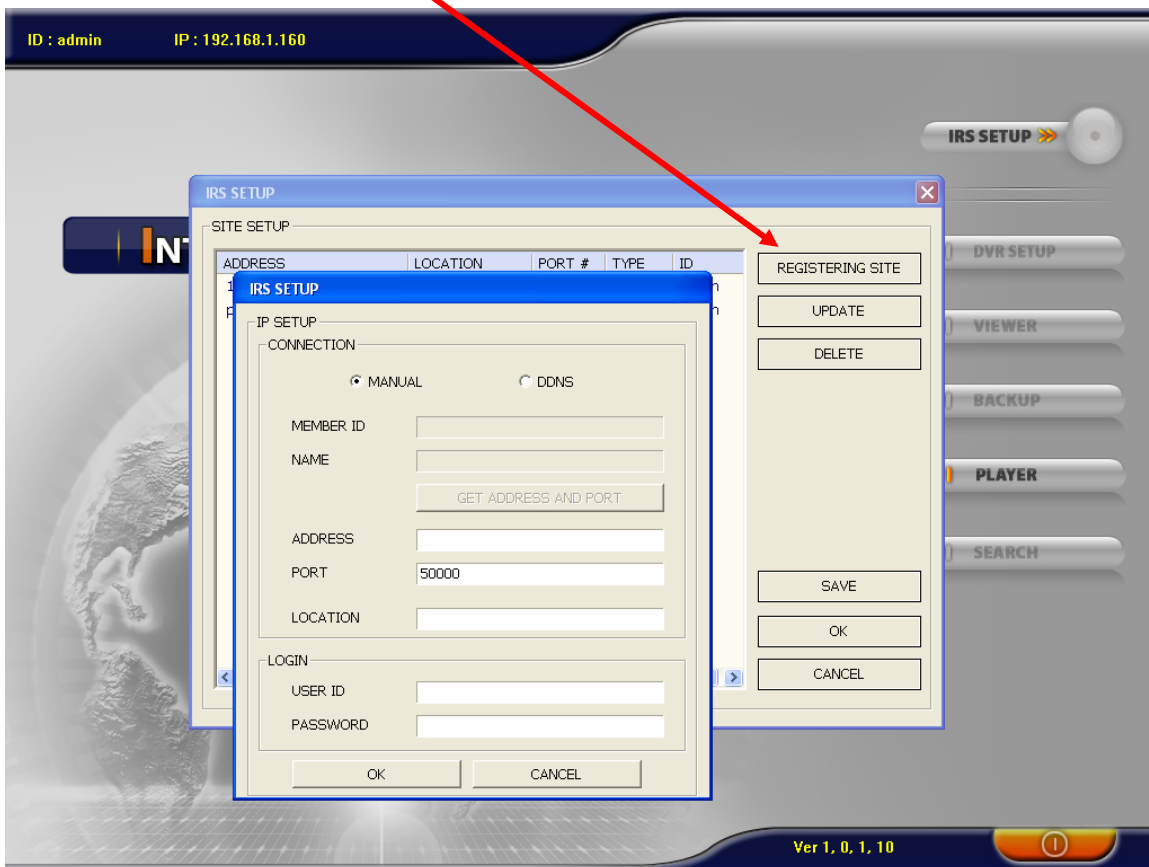 ID : admin IP : 192.168.1.160
IRS SETUP
IRS SETUP
SITE SETUP
ADDRESS LOCATION PORT # TYPE ID
REGISTERING SITE
UPDATE
DELETE
SAVE
OK
CANCEL
IRS SETUP
IP SETUP
CONNECTION
MANUAL DDNS
MEMBER ID
NAME
GET ADDRESS AND PORT
ADDRESS
PORT 50000
LOCATION
LOGIN
USER ID
PASSWORD
OK CANCEL
DVR SETUP
VIEWER
BACKUP
PLAYER
SEARCH
Ver 1, 0, 1, 10